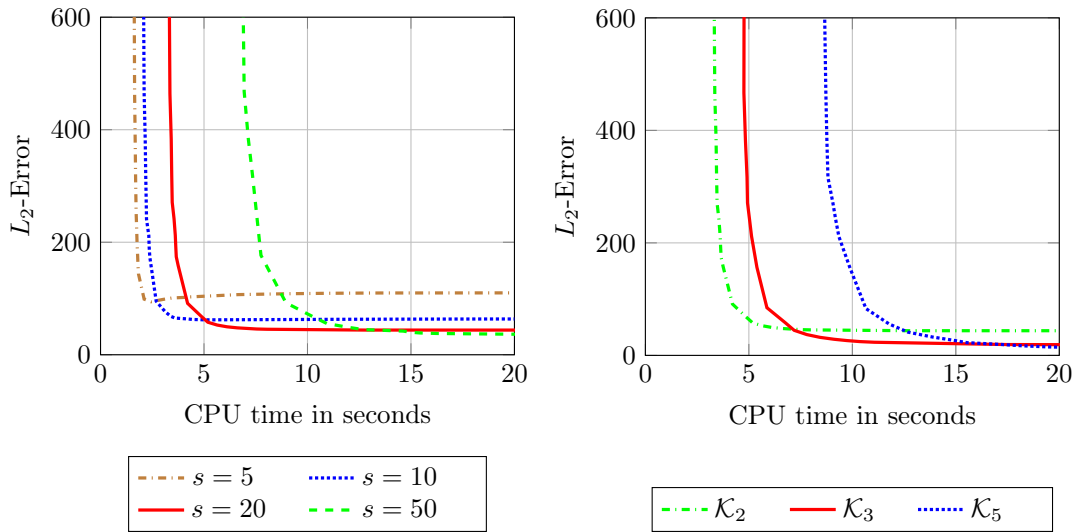 600
400
200
0
L₂-Error
0 5 10 15 20
CPU time in seconds
s = 5 s = 10
s = 20 s = 50
600
400
200
0
L₂-Error
0 5 10 15 20
CPU time in seconds
𝒦₂ 𝒦₃ 𝒦₅